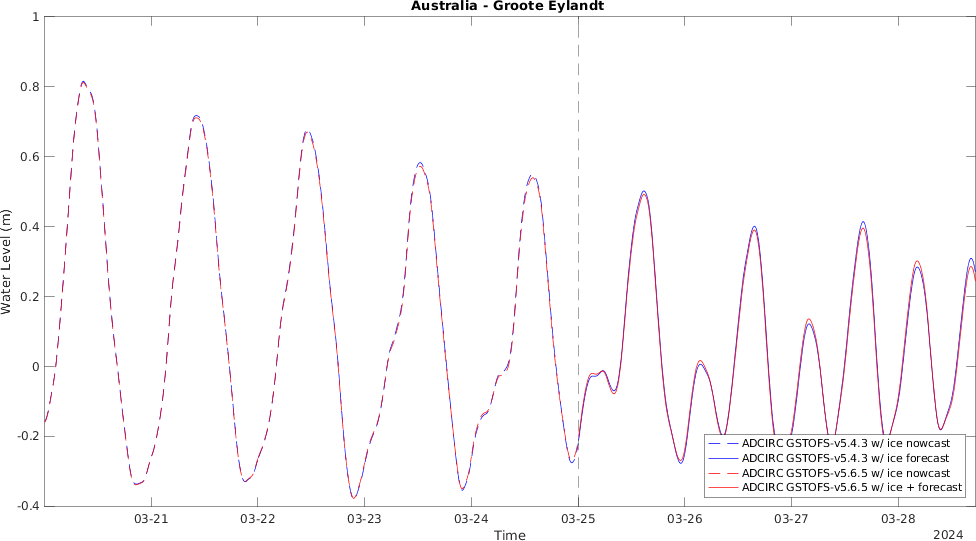 Australia - Groote Eylandt
1
0.8
0.6
0.4
0.2
0
-0.2
-0.4
Water Level (m)
ADCIRC GSTOFS-v5.4.3 w/ ice nowcast
ADCIRC GSTOFS-v5.4.3 w/ ice forecast
ADCIRC GSTOFS-v5.6.5 w/ ice nowcast
ADCIRC GSTOFS-v5.6.5 w/ ice + forecast
03-21 03-22 03-23 03-24 03-25 03-26 03-27 03-28
Time
2024